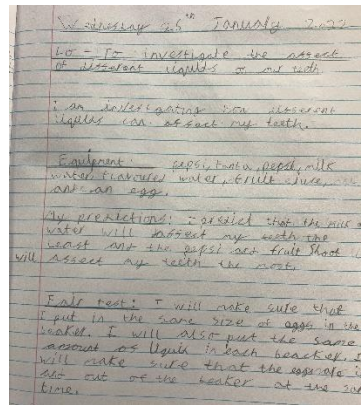 Wednesday 25th January 2022
LO - To investigate the affect
of different liquids on my teeth
I am investigating how different
liquids can affect my teeth.
Equipment: pepsi, fanta, pepsi, milk
water, flavoured water, fruit
and an egg.
My predictions: I predict that the milk
water will affect my teeth the
least and the pepsi and fruit shoot
will affect my teeth the most.
Fair test: I will make sure that
I put in the same size of eggs in the
beaker. I will also put the same
amount of liquid in each beacker. I
will make sure that the eggs are i
and out of the beaker at the sa
time.